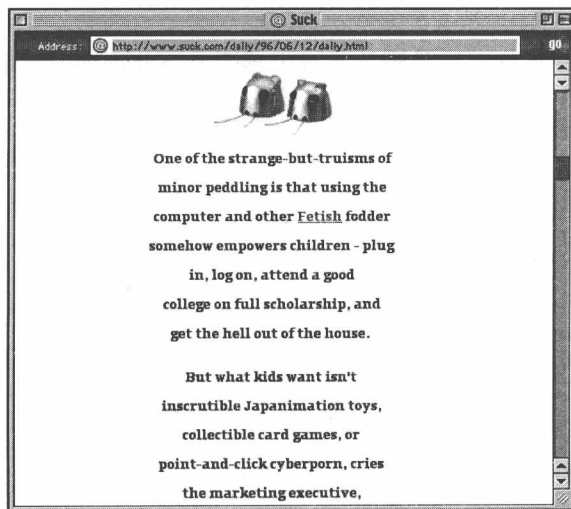 @ Suck
Address: @ http://www.suck.com/daily/96/06/12/daily.html go
One of the strange-but-truisms of
minor peddling is that using the
computer and other Fetish fodder
somehow empowers children - plug
in, log on, attend a good
college on full scholarship, and
get the hell out of the house.
But what kids want isn't
inscrutible Japanimation toys,
collectible card games, or
point-and-click cyberporn, cries
the marketing executive,